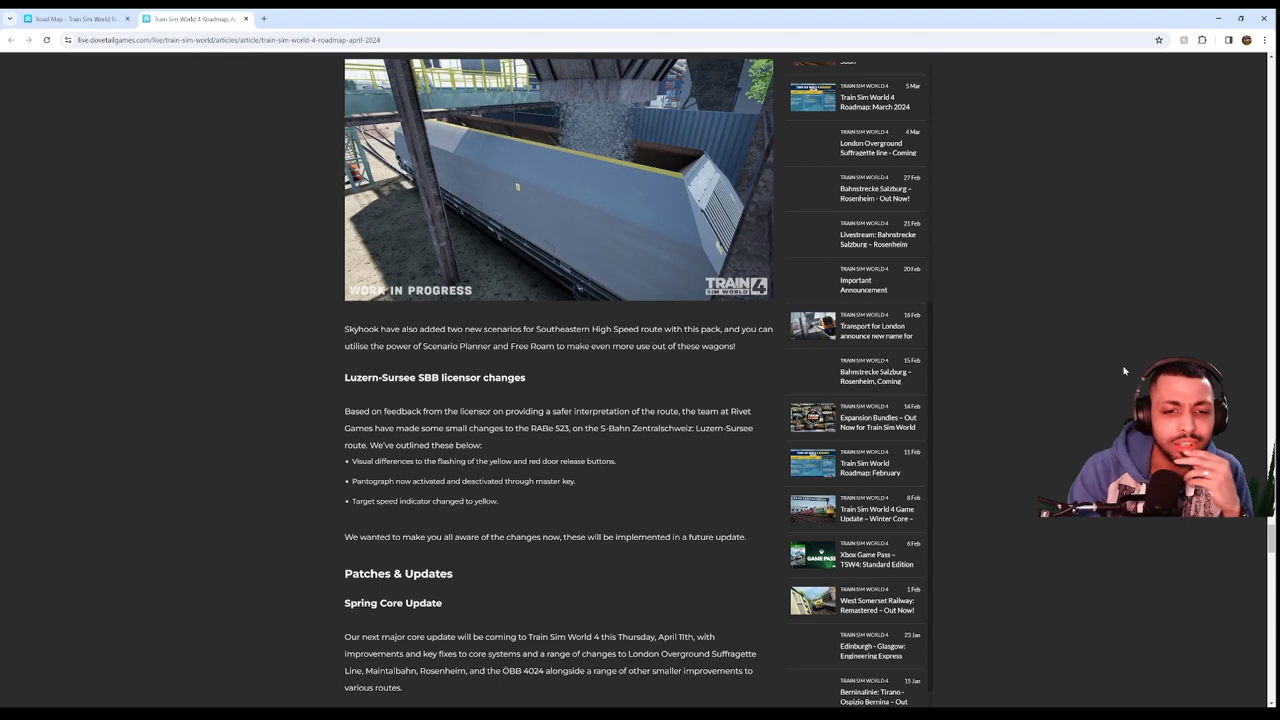 Road Map - Train Sim World R
Train Sim World 4 Roadmap: A
live.dovetailgames.com/live/train-sim-world/articles/article/train-sim-world-4-roadmap-april-2024
WORK IN PROGRESS
TRAIN SIM WORLD 4
Skyhook have also added two new scenarios for Southeastern High Speed route with this pack, and you can
utilise the power of Scenario Planner and Free Roam to make even more use out of these wagons!
Luzern-Sursee SBB licensor changes
Based on feedback from the licensor on providing a safer interpretation of the route, the team at Rivet
Games have made some small changes to the RABe 523, on the S-Bahn Zentralschweiz: Luzern-Sursee
route. We've outlined these below:
• Visual differences to the flashing of the yellow and red door release buttons.
• Pantograph now activated and deactivated through master key.
• Target speed indicator changed to yellow.
We wanted to make you all aware of the changes now, these will be implemented in a future update.
Patches & Updates
Spring Core Update
Our next major core update will be coming to Train Sim World 4 this Thursday, April 11th, with
improvements and key fixes to core systems and a range of changes to London Overground Suffragette
Line, Maintalbahn, Rosenheim, and the ÖBB 4024 alongside a range of other smaller improvements to
various routes.
Soon
TRAIN SIM WORLD 4 5 Mar
Train Sim World 4
Roadmap: March 2024
TRAIN SIM WORLD 4 4 Mar
London Overground
Suffragette line - Coming
TRAIN SIM WORLD 4 27 Feb
Bahnstrecke Salzburg –
Rosenheim - Out Now!
TRAIN SIM WORLD 4 21 Feb
Livestream: Bahnstrecke
Salzburg – Rosenheim
TRAIN SIM WORLD 4 20 Feb
Important
Announcement
TRAIN SIM WORLD 4 16 Feb
Transport for London
announce new name for
TRAIN SIM WORLD 4 15 Feb
Bahnstrecke Salzburg –
Rosenheim, Coming
TRAIN SIM WORLD 4 14 Feb
Expansion Bundles – Out
Now for Train Sim World
TRAIN SIM WORLD 4 11 Feb
Train Sim World
Roadmap: February
TRAIN SIM WORLD 4 8 Feb
Train Sim World 4 Game
Update – Winter Core –
TRAIN SIM WORLD 4 6 Feb
Xbox Game Pass –
TSW4: Standard Edition
GAME PASS
TRAIN SIM WORLD 4 1 Feb
West Somerset Railway:
Remastered – Out Now!
TRAIN SIM WORLD 4 23 Jan
Edinburgh - Glasgow:
Engineering Express
TRAIN SIM WORLD 4 15 Jan
Berninalinie: Tirano -
Ospizio Bernina – Out